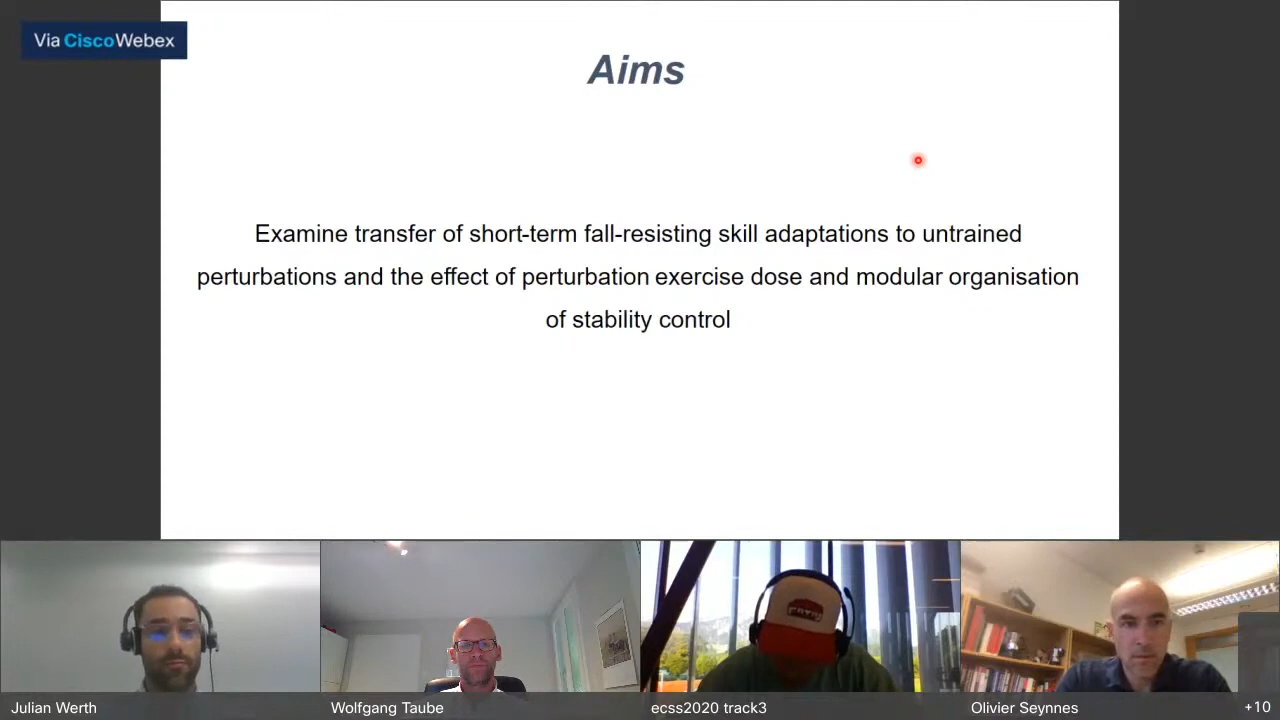 Via CiscoWebex
Aims
Examine transfer of short-term fall-resisting skill adaptations to untrained
perturbations and the effect of perturbation exercise dose and modular organisation
of stability control
Julian Werth
Wolfgang Taube
ecss2020 track3
Olivier Seynnes
+10